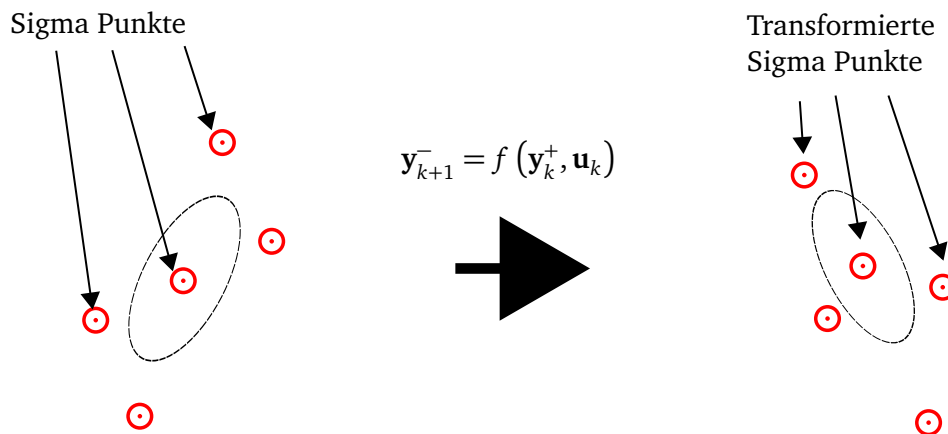 Sigma Punkte
Transformierte
Sigma Punkte
𝐲⁻ₖ₊₁ = f (𝐲⁺ₖ, 𝐮ₖ)